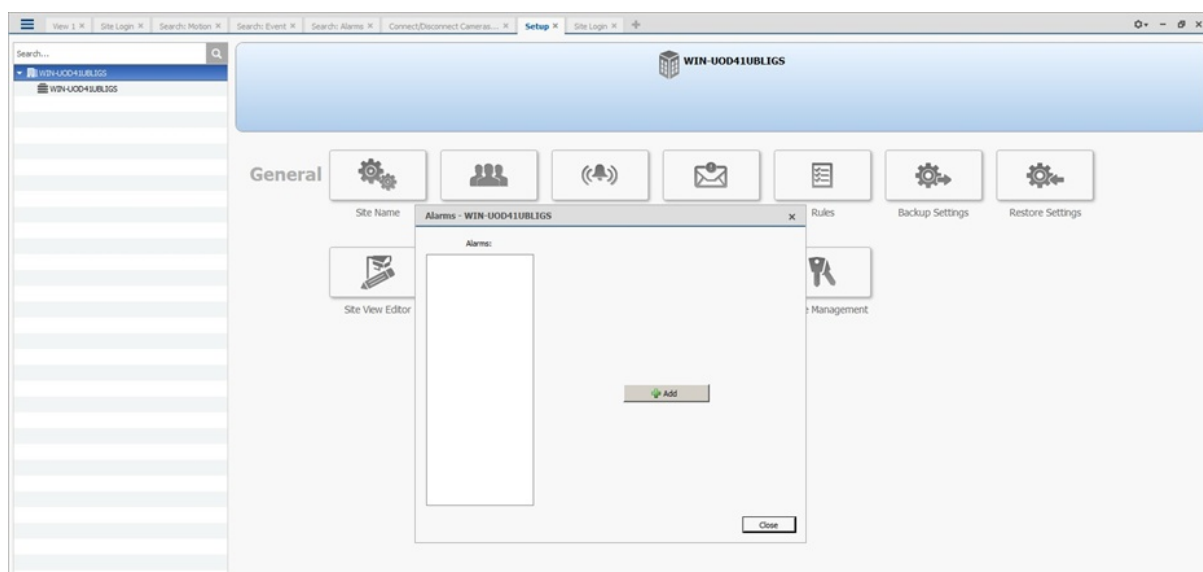 View 1 Site Login Search: Motion Search: Event Search: Alarms Connect/Disconnect Cameras... Setup Site Login
Search...
WIN-UOD41UBLIGS
WIN-UOD41UBLIGS
WIN-UOD41UBLIGS
General
Site Name
Rules
Backup Settings
Restore Settings
Alarms - WIN-UOD41UBLIGS
Alarms:
Site View Editor
Management
Add
Close